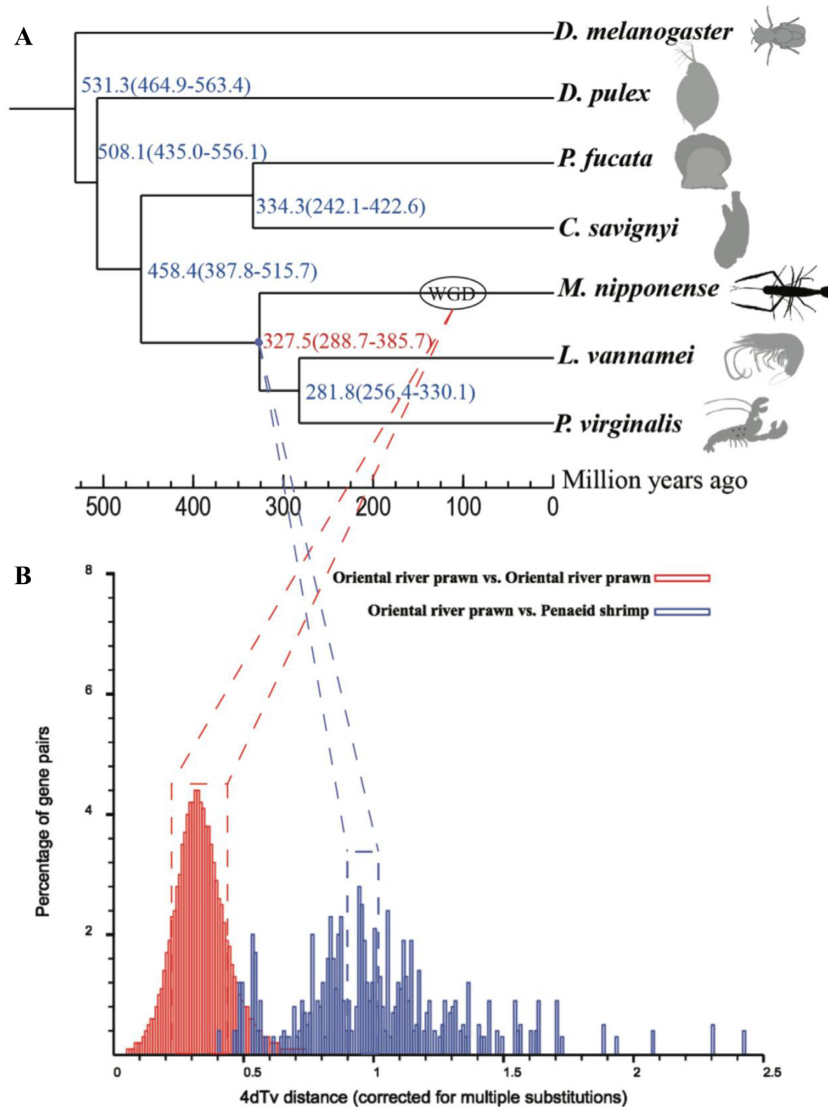 A
D. melanogaster
531.3(464.9-563.4)
D. pulex
508.1(435.0-556.1)
P. fucata
334.3(242.1-422.6)
C. savignyi
458.4(387.8-515.7)
WGD
M. nipponense
327.5(288.7-385.7)
L. vannamei
281.8(256.4-330.1)
P. virginalis
500 400 300 200 100 0 Million years ago
B
Oriental river prawn vs. Oriental river prawn
Oriental river prawn vs. Penaeid shrimp
Percentage of gene pairs
8
6
4
2
0 0.5 1 1.5 2 2.5
4dTv distance (corrected for multiple substitutions)